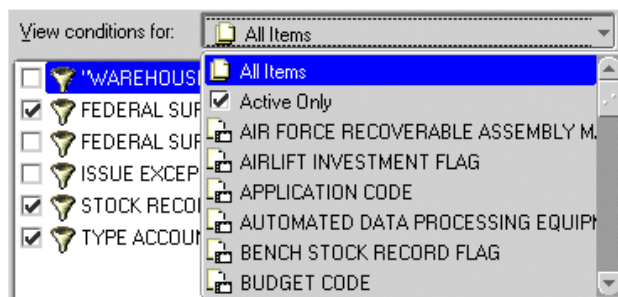 View conditions for:
All Items
"WAREHOUS
FEDERAL SUP
FEDERAL SUP
ISSUE EXCEP
STOCK RECO
TYPE ACCOUN
All Items
Active Only
AIR FORCE RECOVERABLE ASSEMBLY M
AIRLIFT INVESTMENT FLAG
APPLICATION CODE
AUTOMATED DATA PROCESSING EQUIP
BENCH STOCK RECORD FLAG
BUDGET CODE